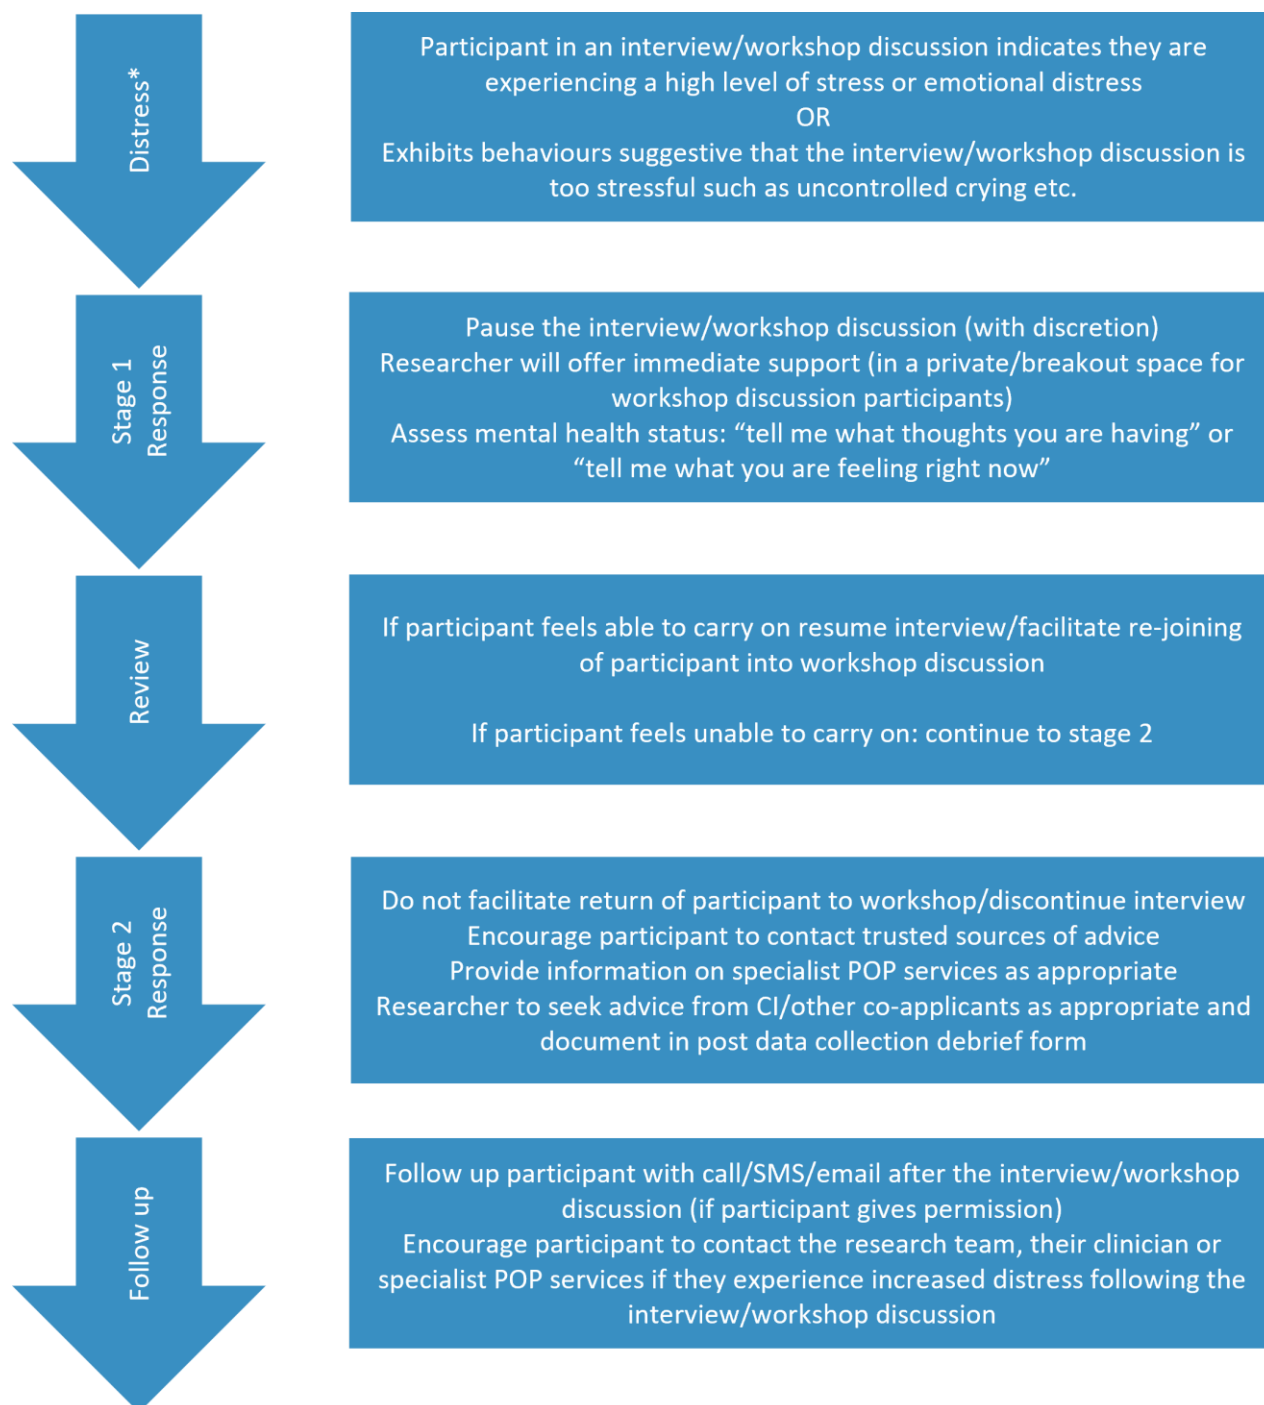 Distress*
Participant in an interview/workshop discussion indicates they are
experiencing a high level of stress or emotional distress
OR
Exhibits behaviours suggestive that the interview/workshop discussion is
too stressful such as uncontrolled crying etc.
Stage 1
Response
Pause the interview/workshop discussion (with discretion)
Researcher will offer immediate support (in a private/breakout space for
workshop discussion participants)
Assess mental health status: “tell me what thoughts you are having” or
“tell me what you are feeling right now”
Review
If participant feels able to carry on resume interview/facilitate re-joining
of participant into workshop discussion
If participant feels unable to carry on: continue to stage 2
Stage 2
Response
Do not facilitate return of participant to workshop/discontinue interview
Encourage participant to contact trusted sources of advice
Provide information on specialist POP services as appropriate
Researcher to seek advice from CI/other co-applicants as appropriate and
document in post data collection debrief form
Follow up
Follow up participant with call/SMS/email after the interview/workshop
discussion (if participant gives permission)
Encourage participant to contact the research team, their clinician or
specialist POP services if they experience increased distress following the
interview/workshop discussion